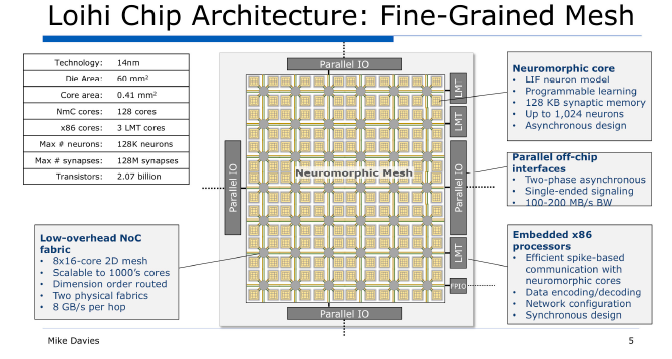 Loihi Chip Architecture: Fine-Grained Mesh
Technology: 14nm
Die Area: 60 mm²
Core area: 0.41 mm²
NmC cores: 128 cores
x86 cores: 3 LMT cores
Max # neurons: 128K neurons
Max # synapses: 128M synapses
Transistors: 2.07 billion
Low-overhead NoC
fabric
• 8x16-core 2D mesh
• Scalable to 1000's cores
• Dimension order routed
• Two physical fabrics
• 8 GB/s per hop
Parallel IO
Parallel IO
Neuromorphic Mesh
Parallel IO
Parallel IO
LMT
LMT
LMT
FPIO
Neuromorphic core
• LIF neuron model
• Programmable learning
• 128 KB synaptic memory
• Up to 1,024 neurons
• Asynchronous design
Parallel off-chip
interfaces
• Two-phase asynchronous
• Single-ended signaling
• 100-200 MB/s BW
Embedded x86
processors
• Efficient spike-based
communication with
neuromorphic cores
• Data encoding/decoding
• Network configuration
• Synchronous design
Mike Davies
5